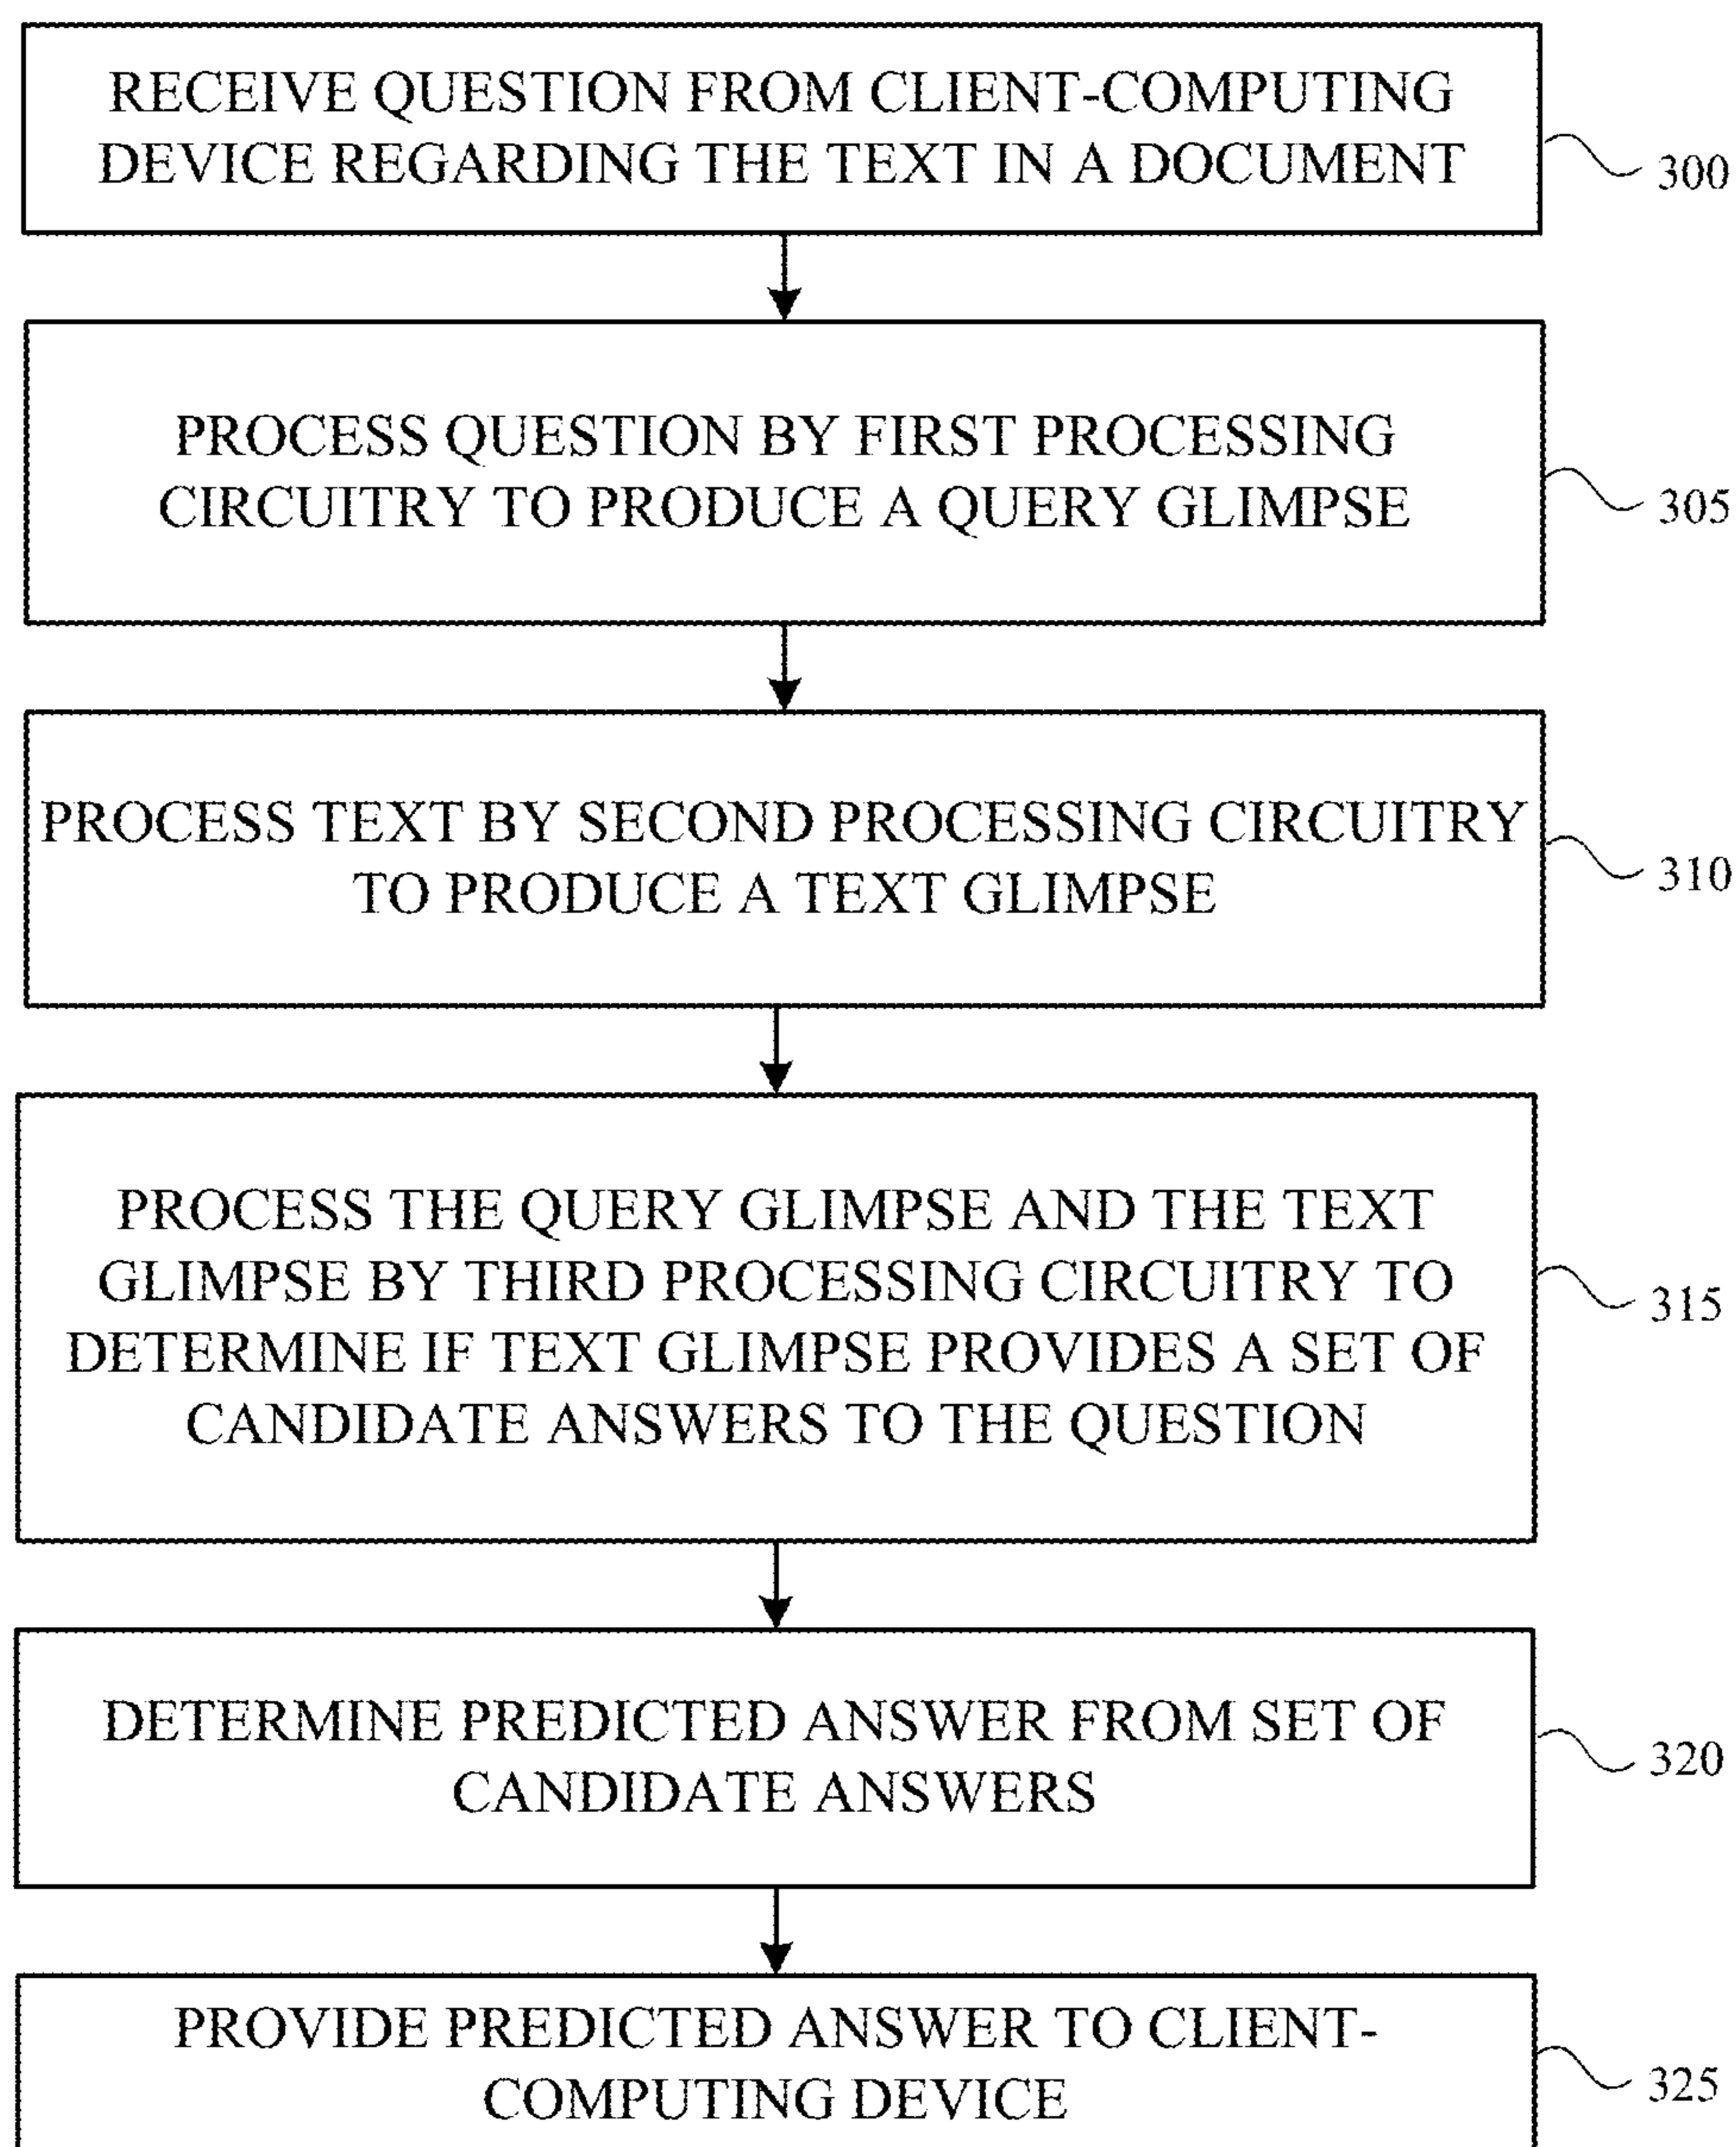 RECEIVE QUESTION FROM CLIENT-COMPUTING
DEVICE REGARDING THE TEXT IN A DOCUMENT
300
PROCESS QUESTION BY FIRST PROCESSING
CIRCUITRY TO PRODUCE A QUERY GLIMPSE
305
PROCESS TEXT BY SECOND PROCESSING CIRCUITRY
TO PRODUCE A TEXT GLIMPSE
310
PROCESS THE QUERY GLIMPSE AND THE TEXT
GLIMPSE BY THIRD PROCESSING CIRCUITRY TO
DETERMINE IF TEXT GLIMPSE PROVIDES A SET OF
CANDIDATE ANSWERS TO THE QUESTION
315
DETERMINE PREDICTED ANSWER FROM SET OF
CANDIDATE ANSWERS
320
PROVIDE PREDICTED ANSWER TO CLIENT-
COMPUTING DEVICE
325